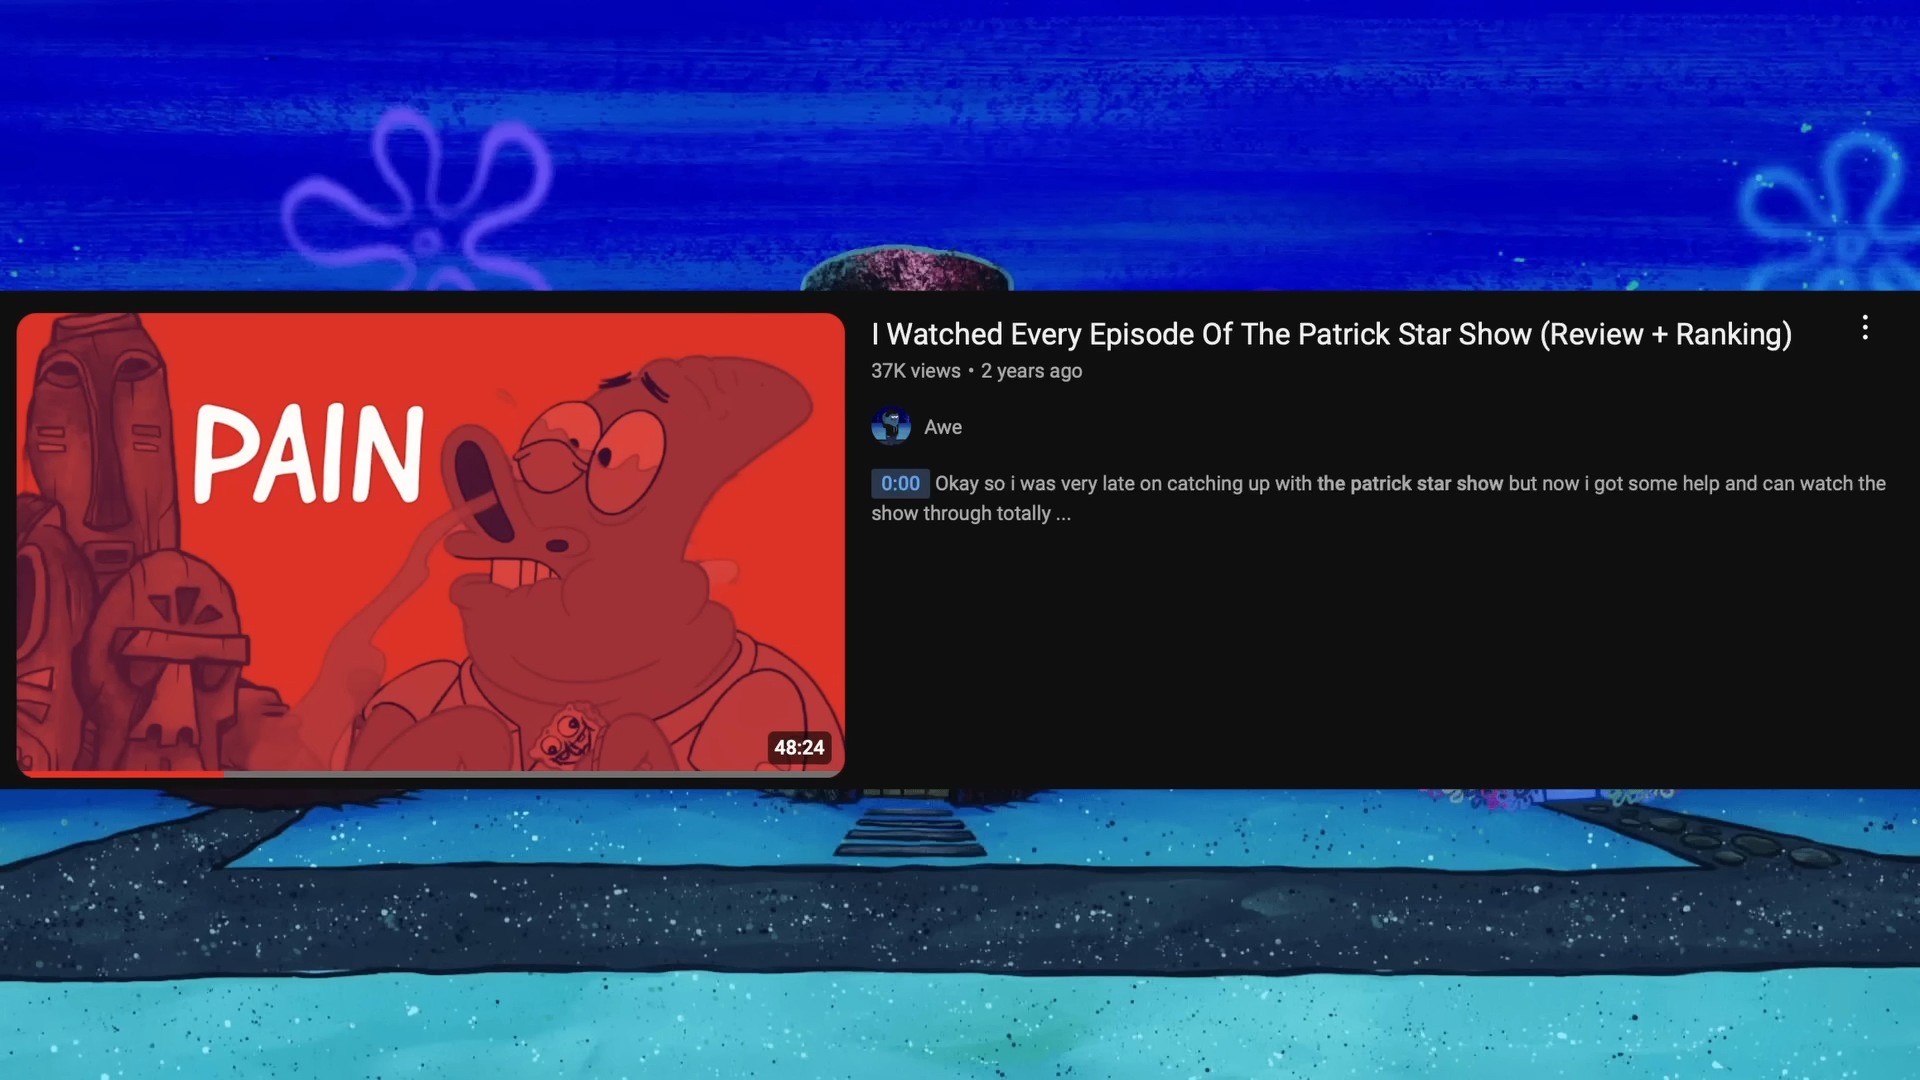 PAIN
48:24
I Watched Every Episode Of The Patrick Star Show (Review + Ranking)
37K views • 2 years ago
Awe
0:00 Okay so i was very late on catching up with the patrick star show but now i got some help and can watch the
show through totally ...